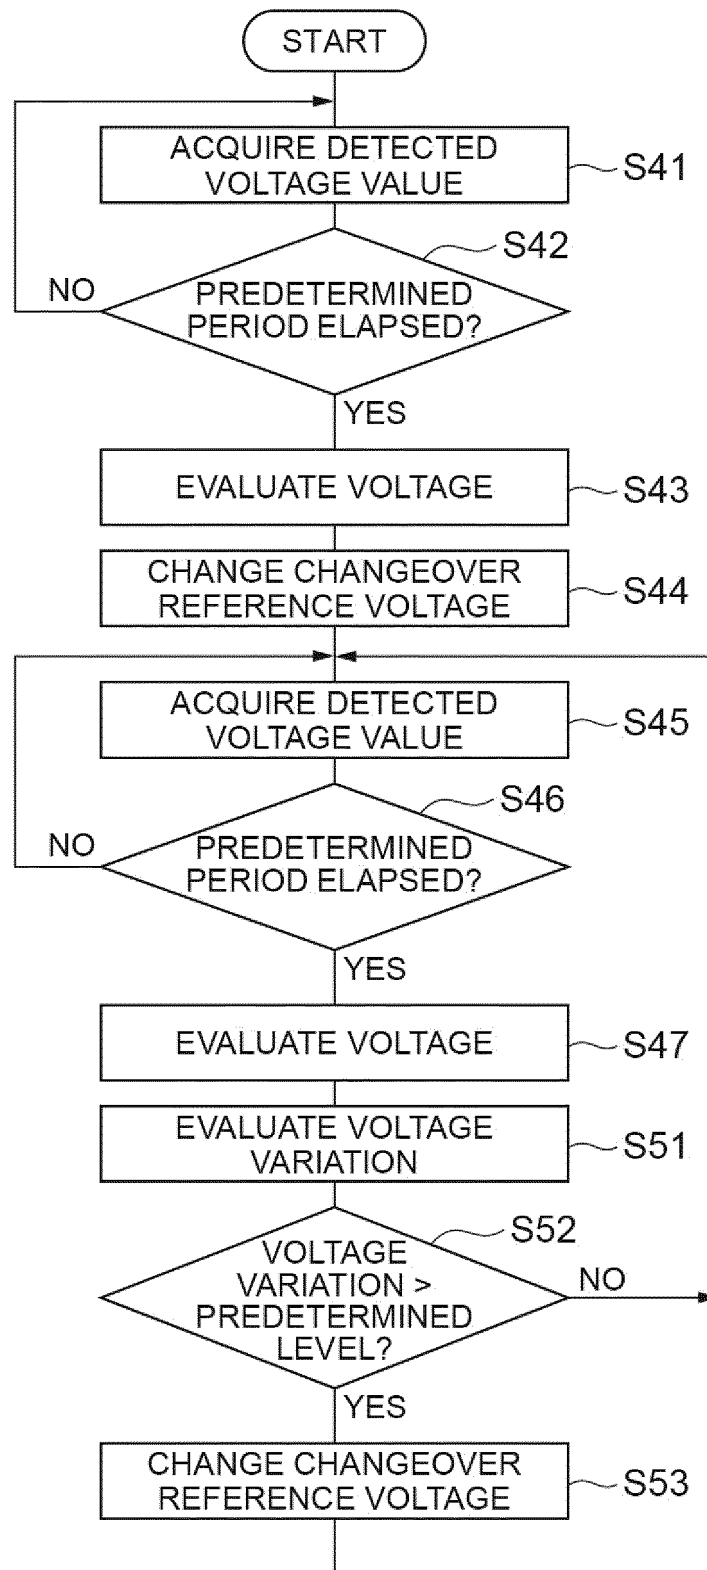 START
ACQUIRE DETECTED
VOLTAGE VALUE
S41
S42
PREDETERMINED
PERIOD ELAPSED?
NO
YES
EVALUATE VOLTAGE
S43
CHANGE CHANGEOVER
REFERENCE VOLTAGE
S44
ACQUIRE DETECTED
VOLTAGE VALUE
S45
S46
PREDETERMINED
PERIOD ELAPSED?
NO
YES
EVALUATE VOLTAGE
S47
EVALUATE VOLTAGE
VARIATION
S51
S52
VOLTAGE
VARIATION >
PREDETERMINED
LEVEL?
NO
YES
CHANGE CHANGEOVER
REFERENCE VOLTAGE
S53